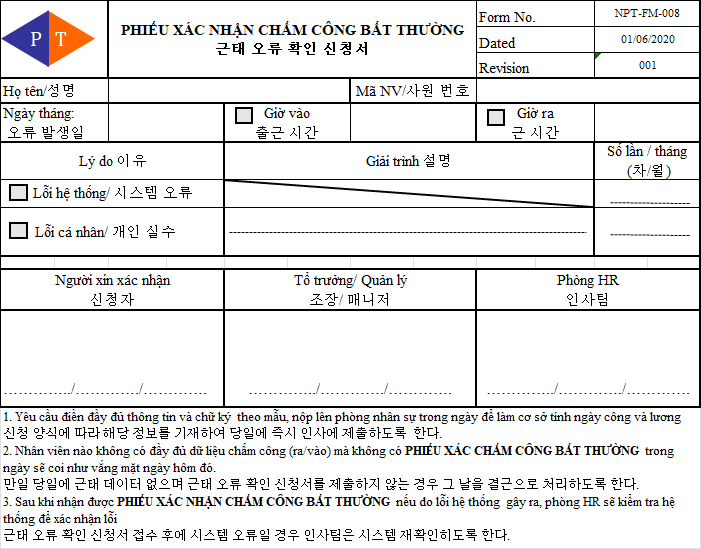 P T
PHIẾU XÁC NHẬN CHẤM CÔNG BẤT THƯỜNG
근태 오류 확인 신청서
Form No. NPT-FM-008
Dated 01/06/2020
Revision 001
Họ tên/성명
Mã NV/사원 번호
Ngày tháng:
오류 발생일
Giờ vào
출근 시간
Giờ ra
근 시간
Lý do 이유
Giải trình 설명
Số lần / tháng
(차/월)
Lỗi hệ thống/ 시스템 오류
--------------------
Lỗi cá nhân/ 개인 실수
--------------------
Người xin xác nhận
신청자
Tổ trưởng/ Quản lý
조장/ 매니저
Phòng HR
인사팀
............../............/.............
............../............/.............
............../............/.............
1. Yêu cầu điền đầy đủ thông tin và chữ ký theo mẫu, nộp lên phòng nhân sự trong ngày để làm cơ sở tính ngày công và lương
신청 양식에 따라 해당 정보를 기재하여 당일에 즉시 인사에 제출하도록 한다.
2. Nhân viên nào không có đầy đủ dữ liệu chấm công (ra/vào) mà không có PHIẾU XÁC CHẤM CÔNG BẤT THƯỜNG trong
ngày sẽ coi như vắng mặt ngày hôm đó.
만일 당일에 근태 데이터 없으며 근태 오류 확인 신청서를 제출하지 않는 경우 그 날을 결근으로 처리하도록 한다.
3. Sau khi nhận được PHIẾU XÁC NHẬN CHẤM CÔNG BẤT THƯỜNG nếu do lỗi hệ thống gây ra, phòng HR sẽ kiểm tra hệ
thống để xác nhận lỗi
근태 오류 확인 신청서 접수 후에 시스템 오류일 경우 인사팀은 시스템 재확인히도록 한다.